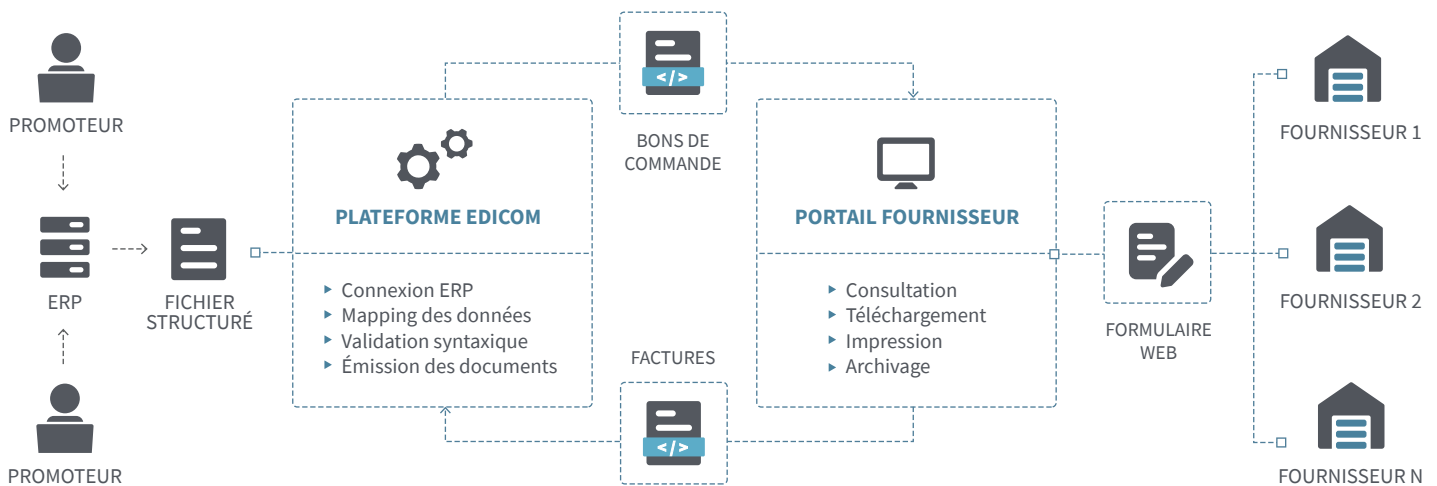 PROMOTEUR
ERP
PROMOTEUR
FICHIER
STRUCTURÉ
PLATEFORME EDICOM
Connexion ERP
Mapping des données
Validation syntaxique
Émission des documents
</>
BONS DE
COMMANDE
FACTURES
</>
PORTAIL FOURNISSEUR
Consultation
Téléchargement
Impression
Archivage
FORMULAIRE
WEB
FOURNISSEUR 1
FOURNISSEUR 2
FOURNISSEUR N